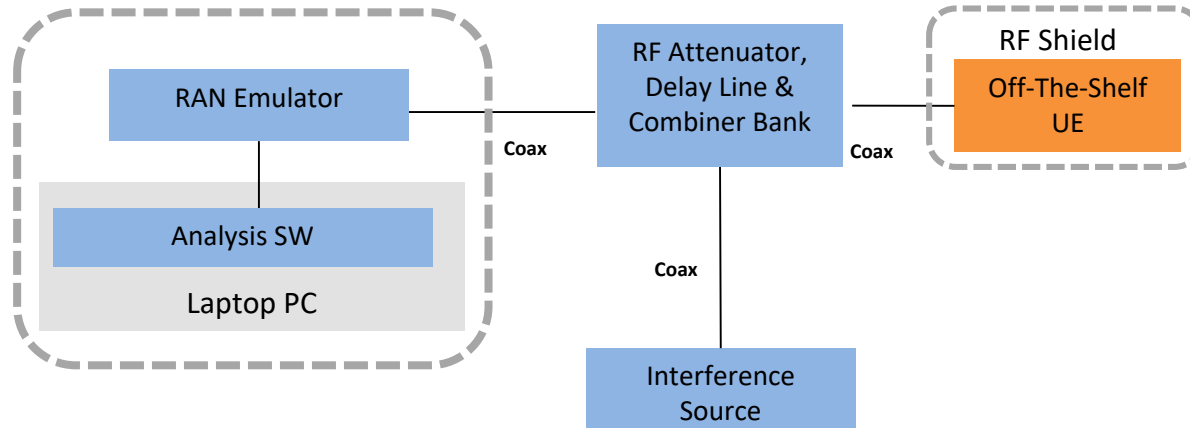 RAN Emulator
Analysis SW
Laptop PC
Coax
RF Attenuator,
Delay Line &
Combiner Bank
Coax
RF Shield
Off-The-Shelf
UE
Coax
Interference
Source